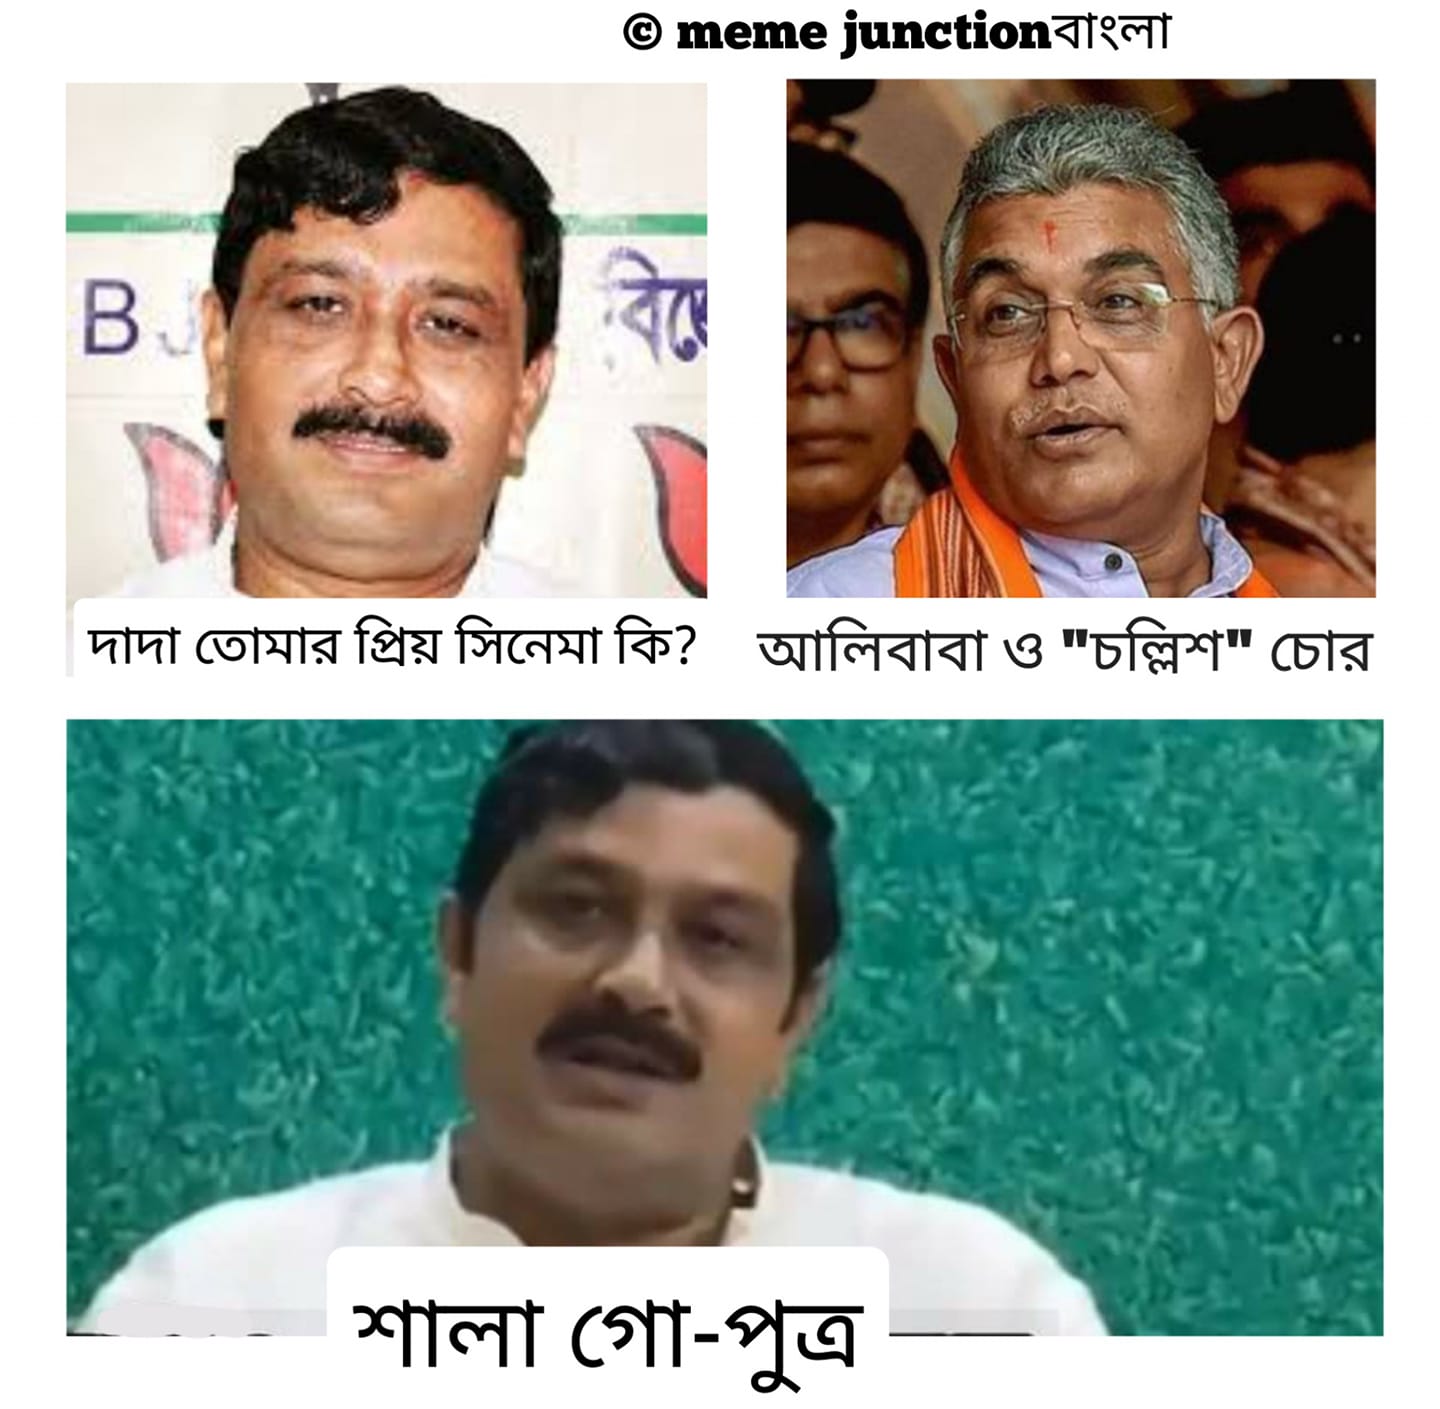 © meme junctionবাংলা
B J
দাদা তোমার প্রিয় সিনেমা কি?
আলিবাবা ও "চল্লিশ" চোর
শালা গো-পুত্র